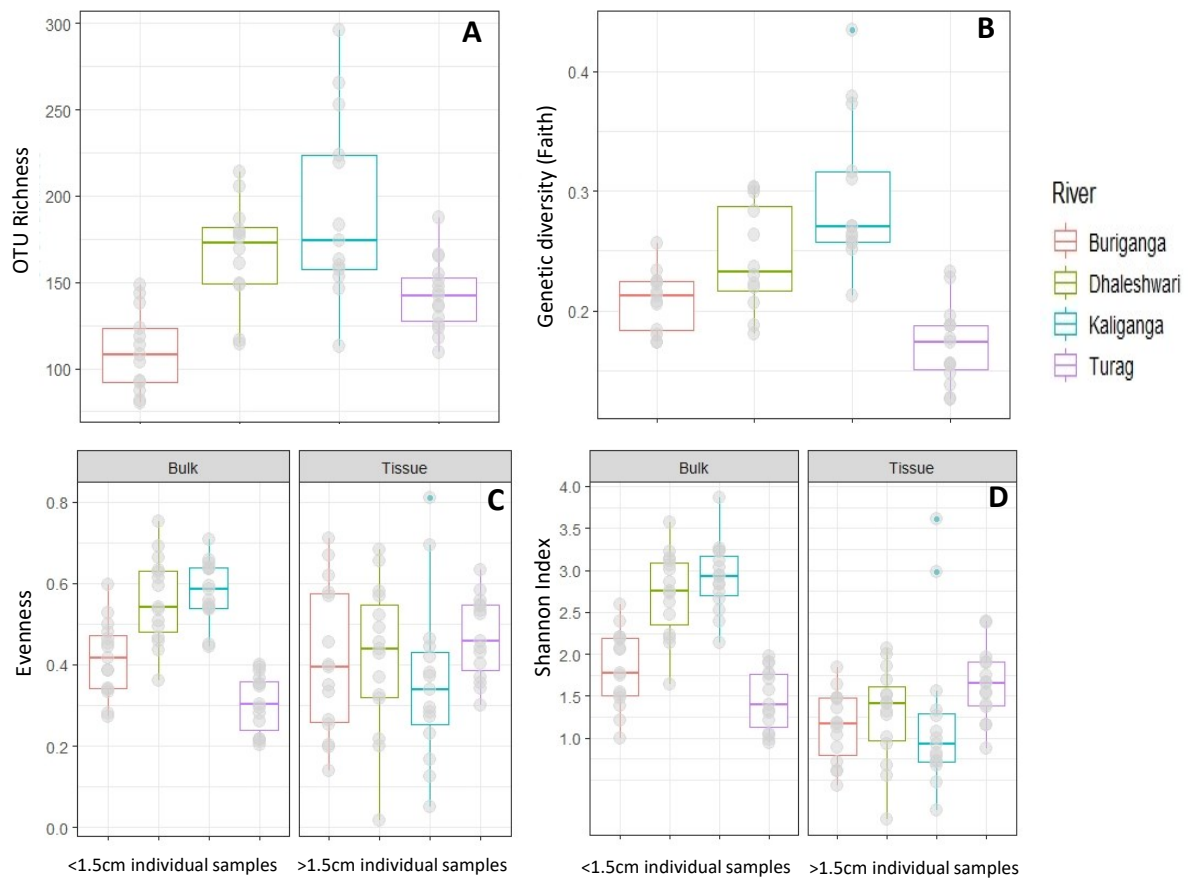 A
OTU Richness
300
250
200
150
100
B
Genetic diversity (Faith)
0.4
0.3
0.2
River
Buriganga
Dhaleshwari
Kaliganga
Turag
Bulk
Tissue
C
Evenness
0.8
0.6
0.4
0.2
0.0
<1.5cm individual samples
>1.5cm individual samples
Bulk
Tissue
D
Shannon Index
4.0
3.5
3.0
2.5
2.0
1.5
1.0
<1.5cm individual samples
>1.5cm individual samples